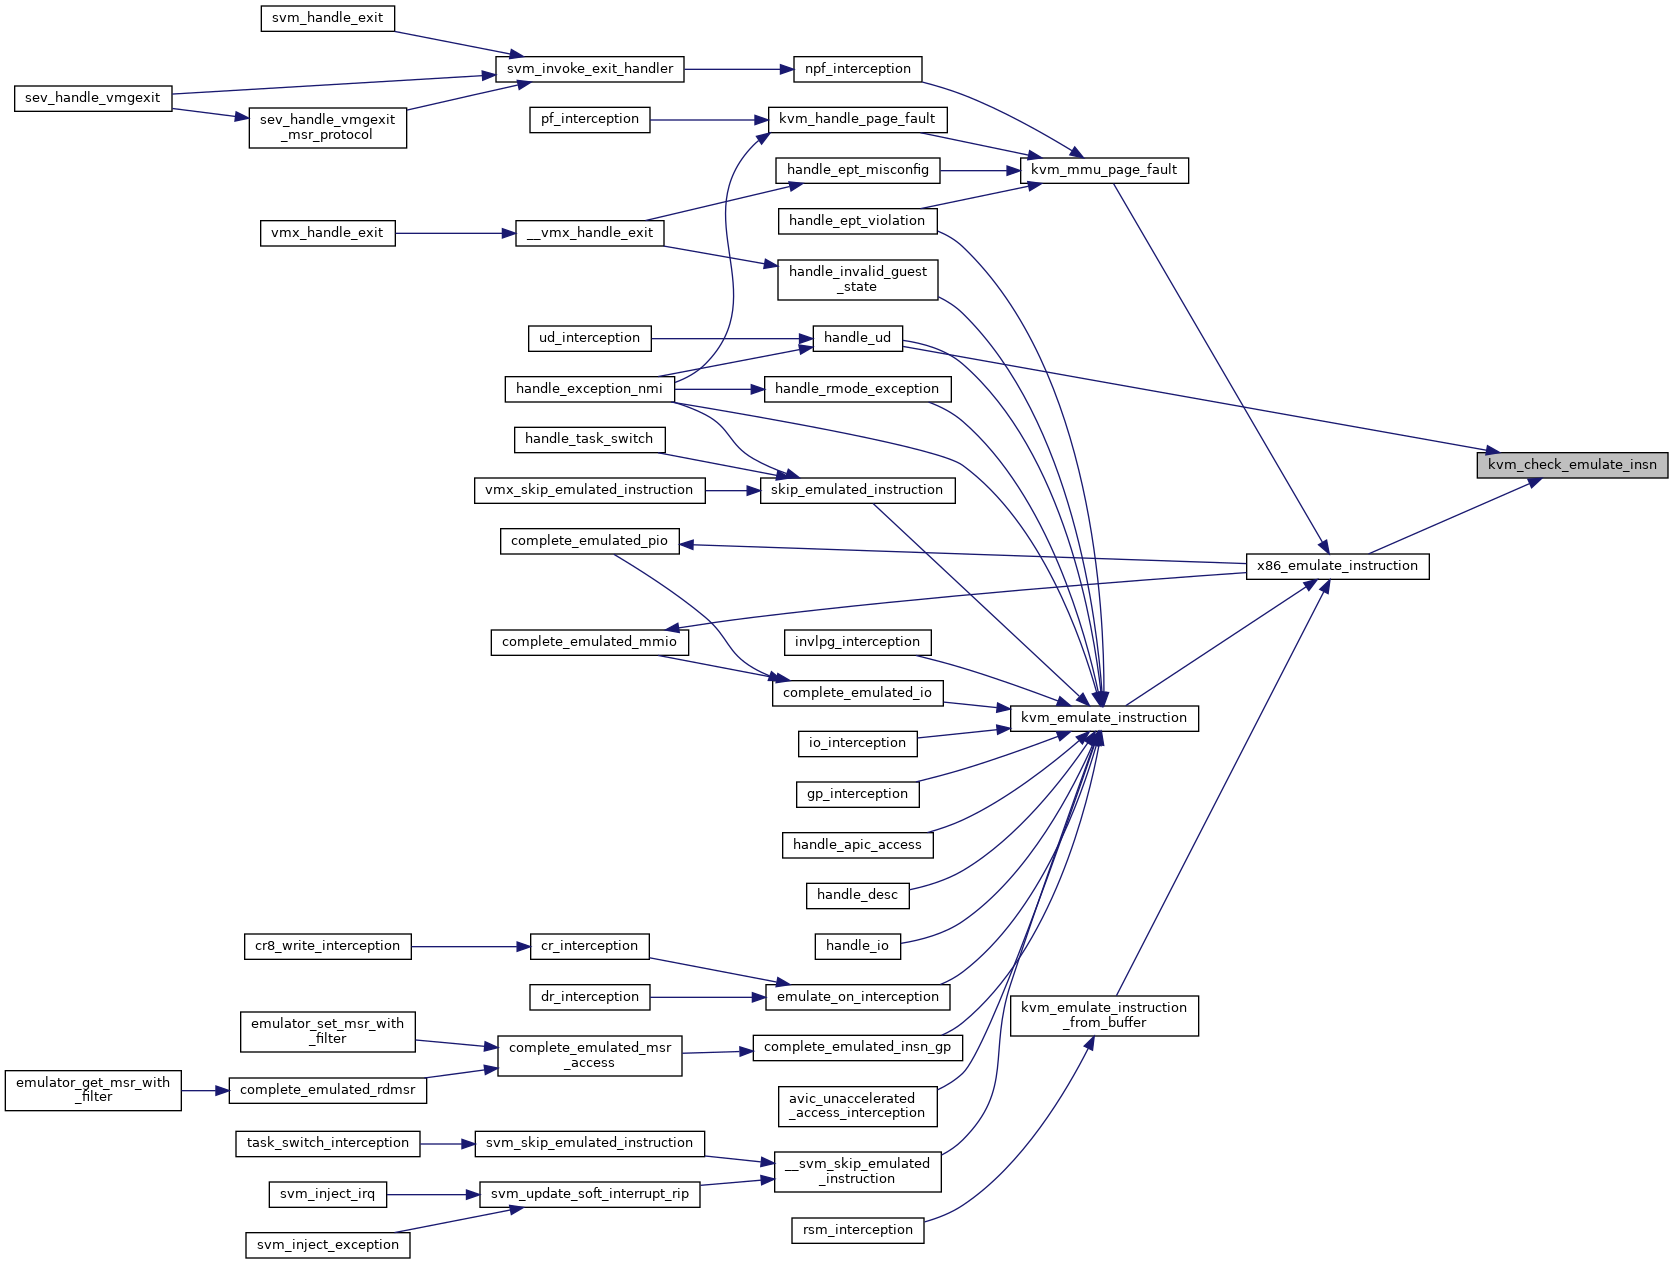 svm_handle_exit
svm_invoke_exit_handler
npf_interception
sev_handle_vmgexit
sev_handle_vmgexit
_msr_protocol
pf_interception
kvm_handle_page_fault
handle_ept_misconfig
kvm_mmu_page_fault
handle_ept_violation
vmx_handle_exit
__vmx_handle_exit
handle_invalid_guest
_state
ud_interception
handle_ud
handle_exception_nmi
handle_rmode_exception
handle_task_switch
kvm_check_emulate_insn
vmx_skip_emulated_instruction
skip_emulated_instruction
complete_emulated_pio
x86_emulate_instruction
complete_emulated_mmio
invlpg_interception
complete_emulated_io
kvm_emulate_instruction
io_interception
gp_interception
handle_apic_access
handle_desc
cr8_write_interception
cr_interception
handle_io
dr_interception
emulate_on_interception
kvm_emulate_instruction
_from_buffer
emulator_set_msr_with
_filter
complete_emulated_msr
_access
complete_emulated_insn_gp
emulator_get_msr_with
_filter
complete_emulated_rdmsr
avic_unaccelerated
_access_interception
task_switch_interception
svm_skip_emulated_instruction
__svm_skip_emulated
_instruction
svm_inject_irq
svm_update_soft_interrupt_rip
rsm_interception
svm_inject_exception